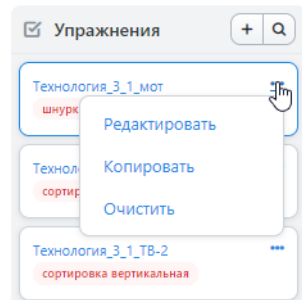 Упражнения
Технология_3_1_мот
Редактировать
Копировать
Очистить
Технология_3_1_ТВ-2
сортировка вертикальная